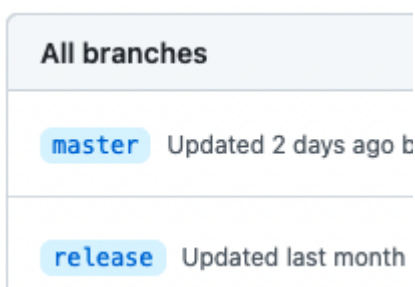 All branches
master Updated 2 days ago
release Updated last month